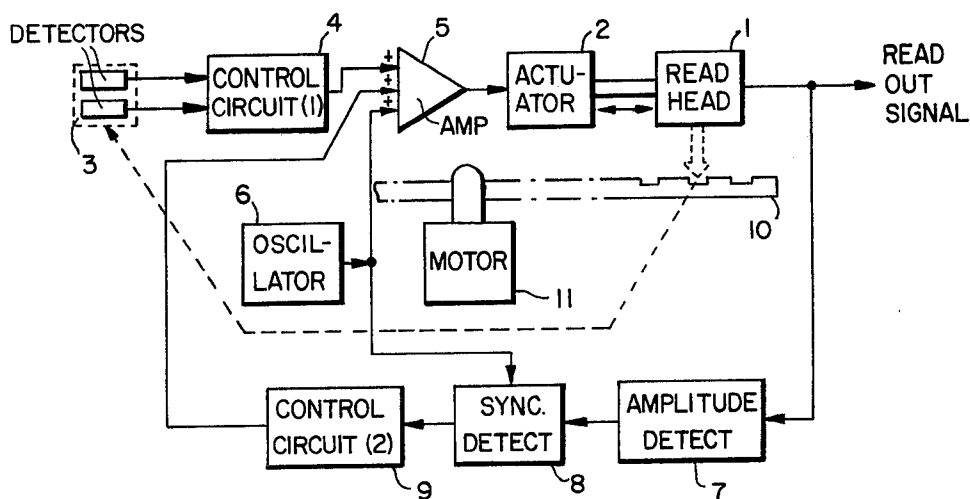 DETECTORS
3
4
CONTROL
CIRCUIT (1)
5
+
+
+
AMP
2
ACTU-
ATOR
1
READ
HEAD
READ
OUT
SIGNAL
6
OSCIL-
LATOR
MOTOR
11
10
CONTROL
CIRCUIT (2)
9
SYNC.
DETECT
8
AMPLITUDE
DETECT
7